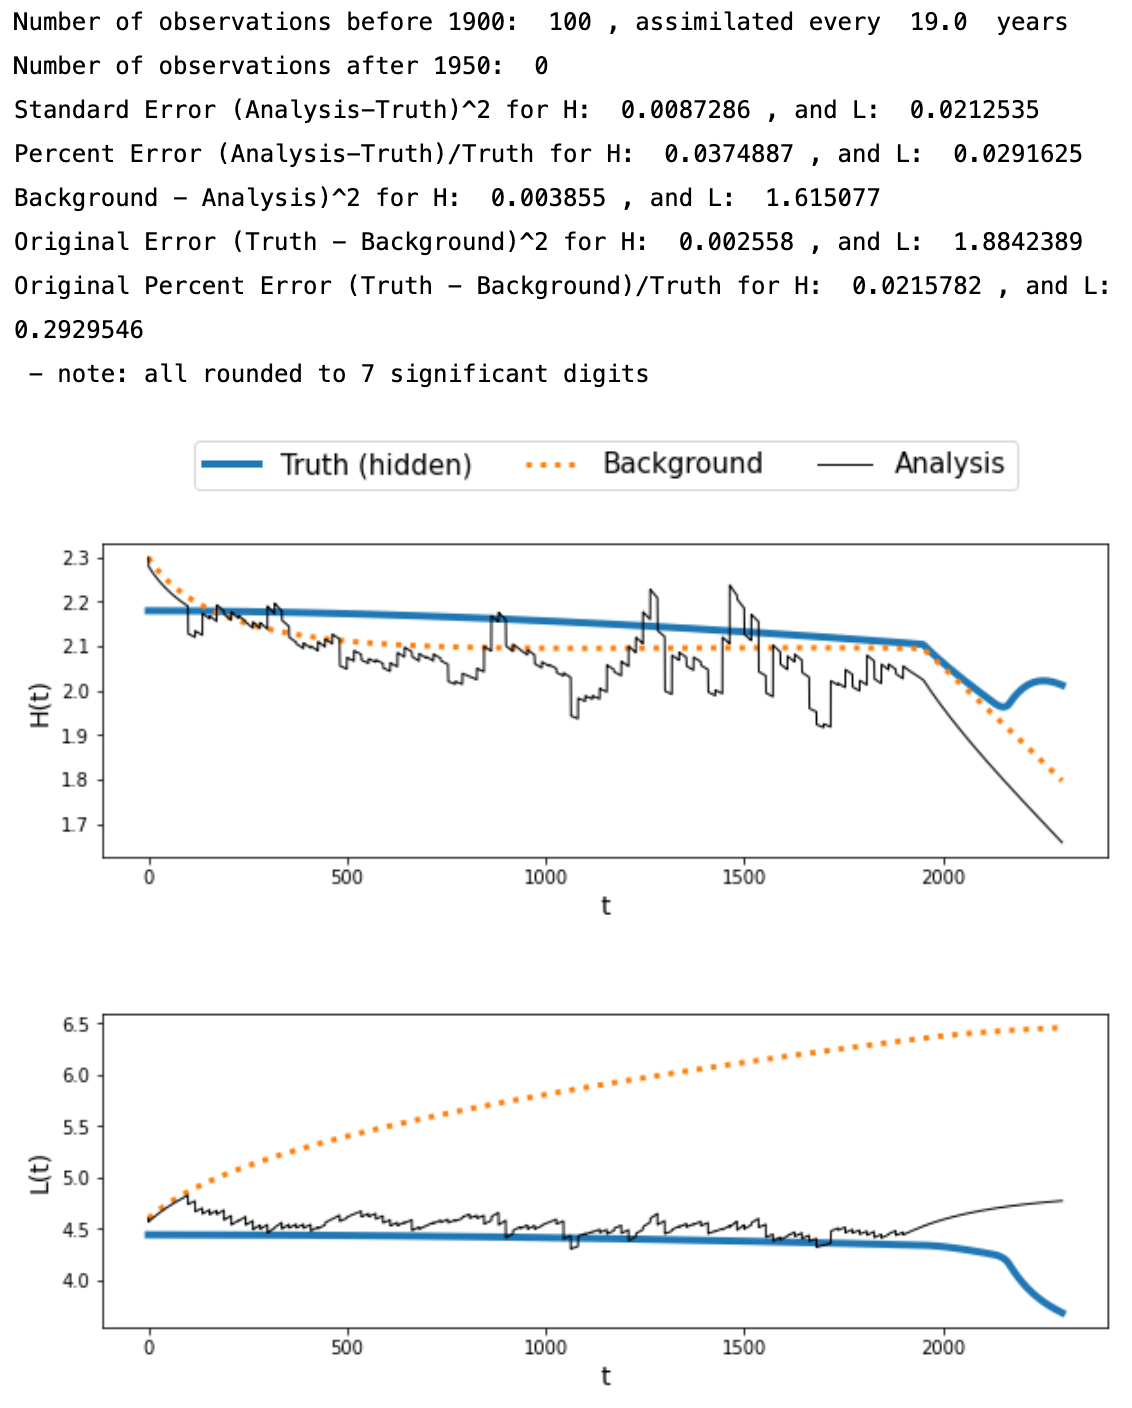 Number of observations before 1900:  100 , assimilated every  19.0  years
Number of observations after 1950:  0
Standard Error (Analysis-Truth)^2 for H:  0.0087286 , and L:  0.0212535
Percent Error (Analysis-Truth)/Truth for H:  0.0374887 , and L:  0.0291625
Background - Analysis)^2 for H:  0.003855 , and L:  1.615077
Original Error (Truth - Background)^2 for H:  0.002558 , and L:  1.8842389
Original Percent Error (Truth - Background)/Truth for H:  0.0215782 , and L:
0.2929546
 - note: all rounded to 7 significant digits
Truth (hidden) Background Analysis
2.3
2.2
2.1
2.0
1.9
1.8
1.7
H(t)
0 500 1000 1500 2000
t
6.5
6.0
5.5
5.0
4.5
4.0
L(t)
0 500 1000 1500 2000
t